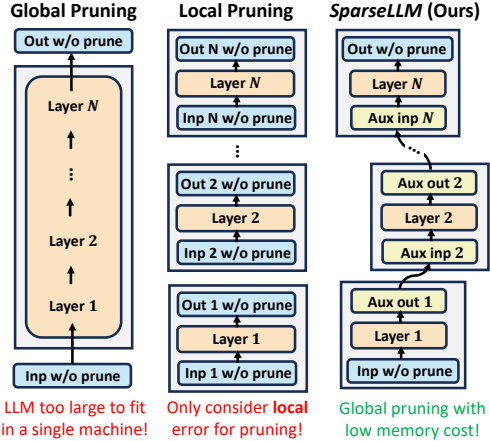 Global Pruning
Out w/o prune
Layer N
⋮
Layer 2
Layer 1
Inp w/o prune
LLM too large to fit
in a single machine!
Local Pruning
Out N w/o prune
Layer N
Inp N w/o prune
...
Out 2 w/o prune
Layer 2
Inp 2 w/o prune
Out 1 w/o prune
Layer 1
Inp 1 w/o prune
Only consider local
error for pruning!
SparseLLM (Ours)
Out w/o prune
Layer N
Aux inp N
Aux out 2
Layer 2
Aux inp 2
Aux out 1
Layer 1
Inp w/o prune
Global pruning with
low memory cost!